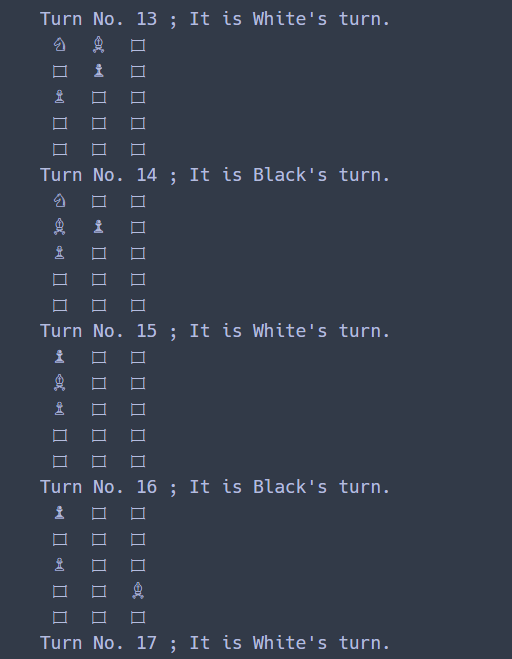 Turn No. 13 ; It is White's turn.
♘ ♗ □
□ ♟ □
♙ □ □
□ □ □
□ □ □
Turn No. 14 ; It is Black's turn.
♘ □ □
♗ ♟ □
♙ □ □
□ □ □
□ □ □
Turn No. 15 ; It is White's turn.
♟ □ □
♗ □ □
♙ □ □
□ □ □
□ □ □
Turn No. 16 ; It is Black's turn.
♟ □ □
□ □ □
♙ □ □
□ □ ♗
□ □ □
Turn No. 17 ; It is White's turn.